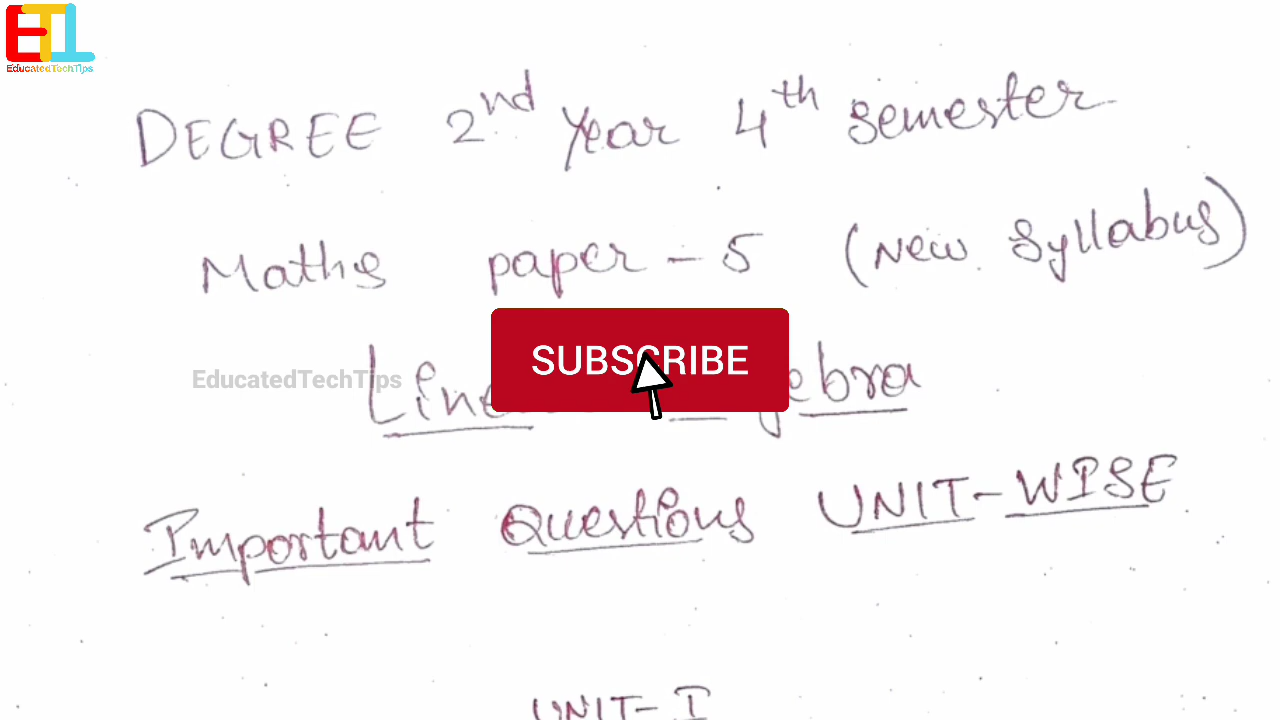 ETL
EducatedTechTips
DEGREE 2nd Year 4th semester
Maths paper - 5 (New Syllabus)
EducatedTechTips
SUBSCRIBE
Important Questions UNIT-WISE
UNIT-I